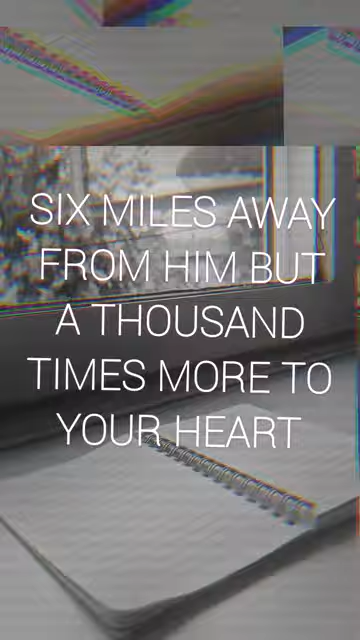 SIX MILES AWAY
FROM HIM BUT
A THOUSAND
TIMES MORE TO
YOUR HEART